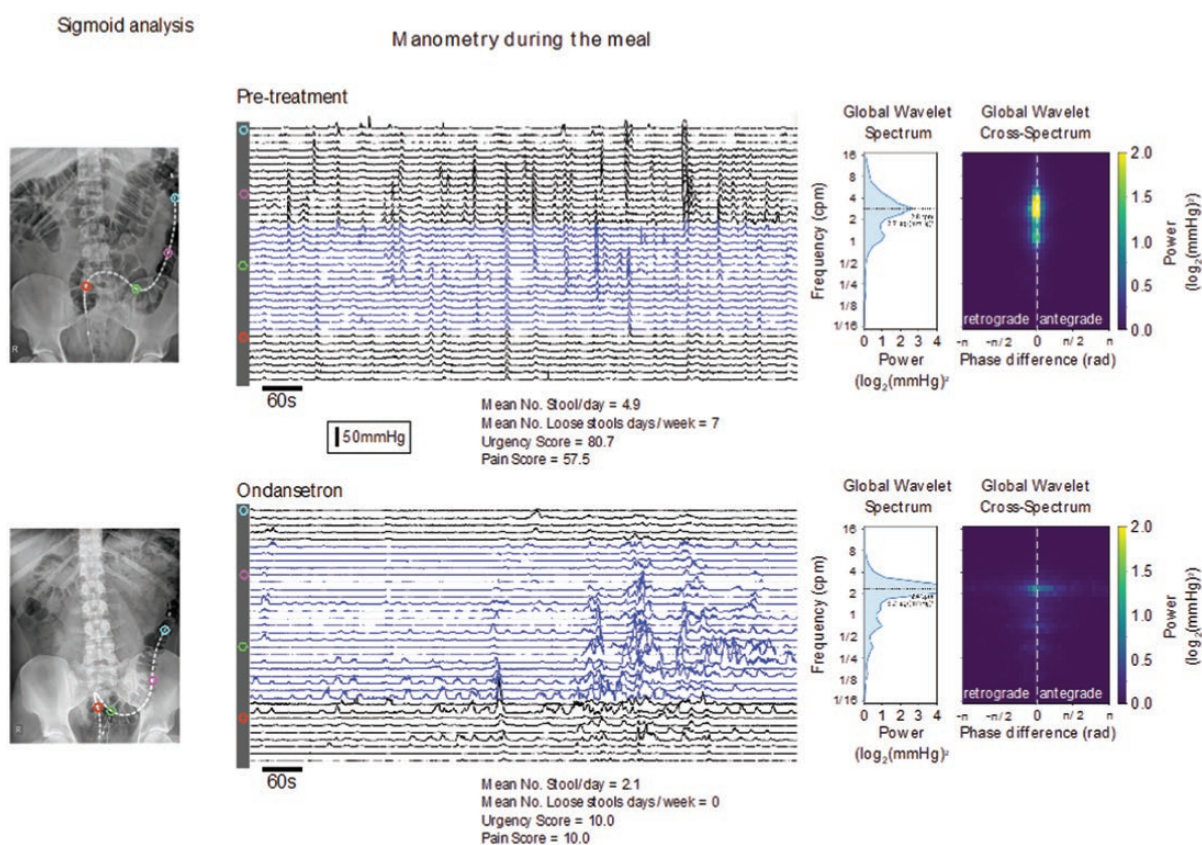 Sigmoid analysis
Manometry during the meal
Pre-treatment
Global Wavelet
Spectrum
Global Wavelet
Cross-Spectrum
R
60s
50mmHg
Mean No. Stool/day = 4.9
Mean No. Loose stools days/week = 7
Urgency Score = 80.7
Pain Score = 57.5
Frequency (cpm)
16
8
4
2
1
1/2
1/4
1/8
1/16
0 1 2 3 4
Power
(log₂(mmHg)²
retrograde antegrade
-π -π/2 0 π/2 π
Phase difference (rad)
2.0
1.5
1.0
0.5
0.0
Power
(log₂(mmHg)²)
Ondansetron
Global Wavelet
Spectrum
Global Wavelet
Cross-Spectrum
R
60s
Mean No. Stool/day = 2.1
Mean No. Loose stools days/week = 0
Urgency Score = 10.0
Pain Score = 10.0
Frequency (cpm)
16
8
4
2
1
1/2
1/4
1/8
1/16
0 1 2 3 4
Power
(log₂(mmHg)²
retrograde antegrade
-π -π/2 0 π/2 π
Phase difference (rad)
2.0
1.5
1.0
0.5
0.0
Power
(log₂(mmHg)²)